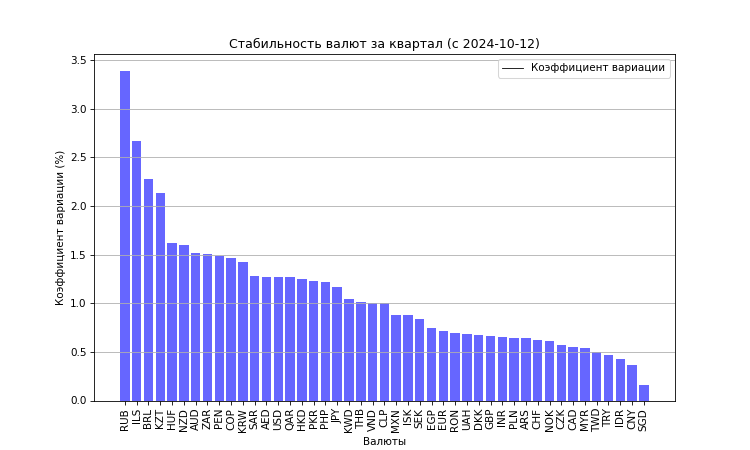 Стабильность валют за квартал (с 2024-10-12)
Коэффициент вариации
Коэффициент вариации (%)
3.5
3.0
2.5
2.0
1.5
1.0
0.5
0.0
RUB
ILS
BRL
KZT
HUF
NZD
AUD
ZAR
PEN
COP
KRW
SAR
AED
USD
QAR
HKD
PKR
PHP
JPY
KWD
THB
VND
CLP
MXN
ISK
SEK
EGP
EUR
RON
UAH
DKK
GBP
INR
PLN
ARS
CHF
NOK
CZK
CAD
MYR
TWD
TRY
IDR
CNY
SGD
Валюты